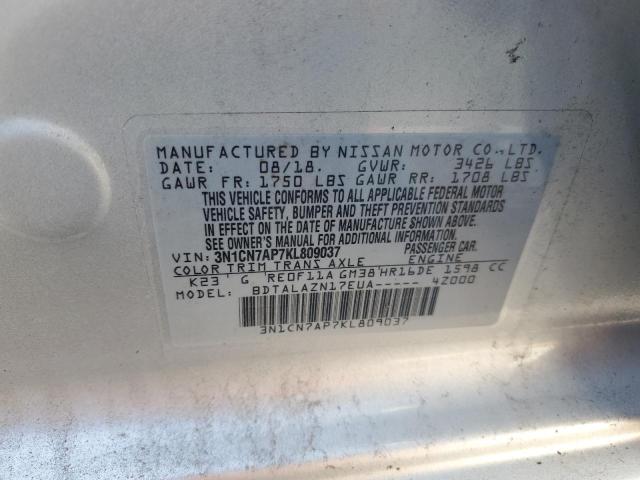 MANUFACTURED BY NISSAN MOTOR CO.,LTD.
DATE: 08/18. GVWR: 3426 LBS
GAWR FR: 1750 LBS GAWR RR: 1708 LBS
THIS VEHICLE CONFORMS TO ALL APPLICABLE FEDERAL MOTOR
VEHICLE SAFETY, BUMPER AND THEFT PREVENTION STANDARDS
IN EFFECT ON THE DATE OF MANUFACTURE SHOWN ABOVE.
SEE OWNER'S MANUAL FOR ADDITIONAL INFORMATION.
VIN: 3N1CN7AP7KL809037 PASSENGER CAR.
COLOR TRIM TRANS AXLE ENGINE
K23 G RE0F11A GM38 HR16DE 1598 CC
BDTALAZN17EUA----- 42000
3N1CN7AP7KL809037